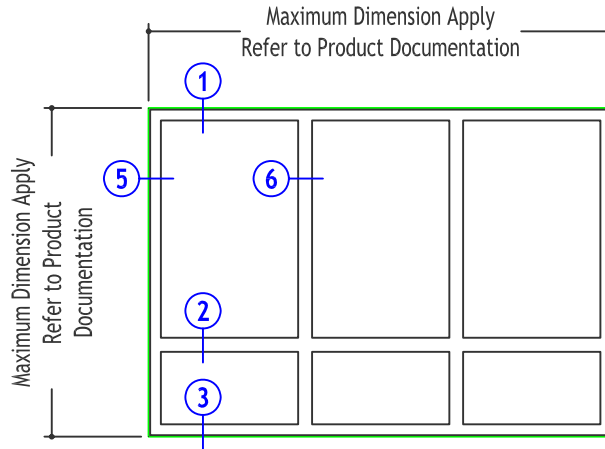 Maximum Dimension Apply
Refer to Product Documentation
1
5
6
Maximum Dimension Apply
Refer to Product
Documentation
2
3